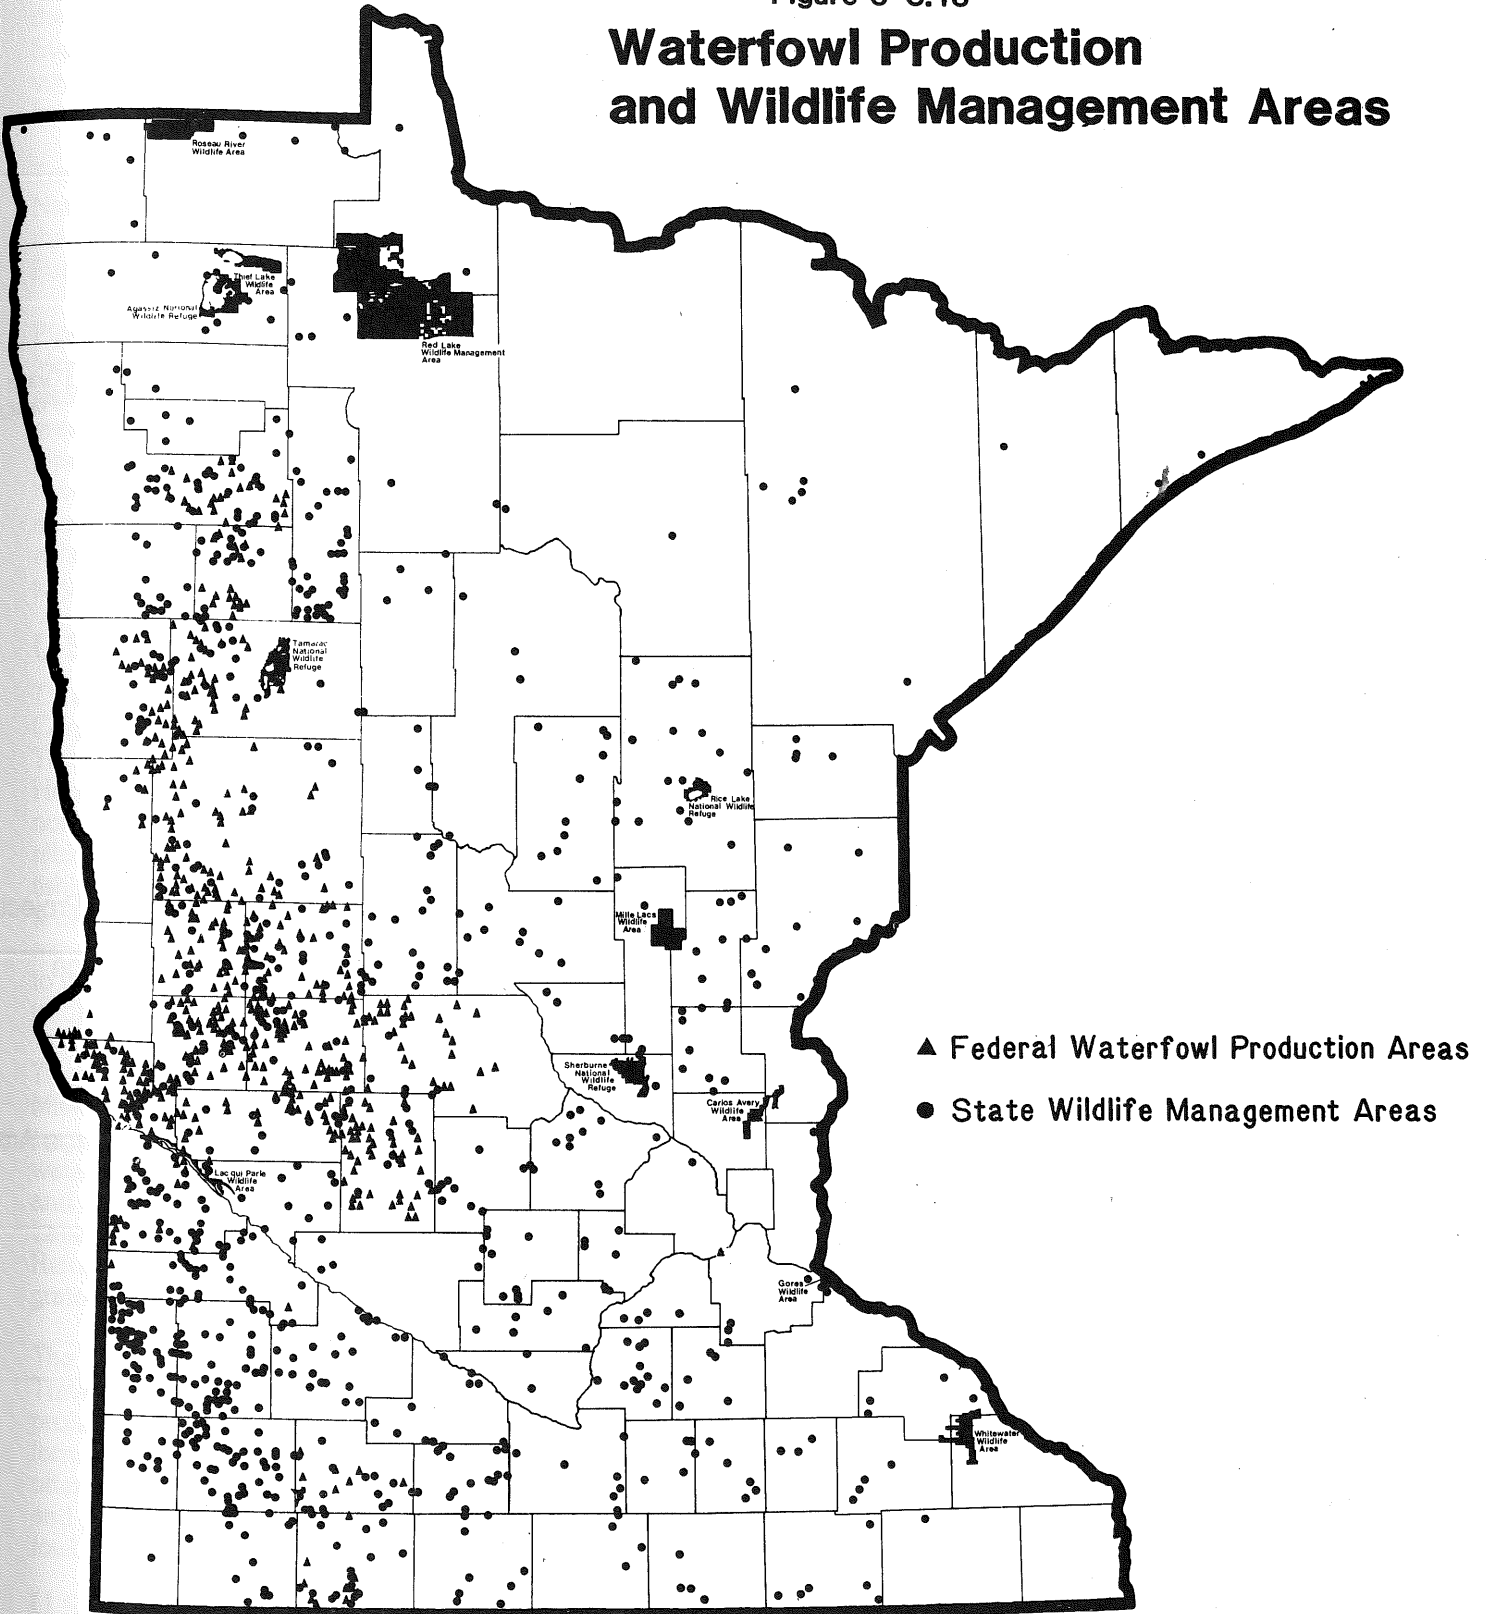 Waterfowl Production
and Wildlife Management Areas
Roseau River
Wildlife Area
Thief Lake
Wildlife
Area
Agassiz National
Wildlife Refuge
Red Lake
Wildlife Management
Area
Tamarac
National
Wildlife
Refuge
Rice Lake
National Wildlife
Refuge
Mille Lacs
Wildlife
Area
▲ Federal Waterfowl Production Areas
Sherburne
National
Wildlife
Refuge
Carlos Avery
Wildlife
Area
● State Wildlife Management Areas
Lac qui Parle
Wildlife
Area
Gores
Wildlife
Area
Whitewater
Wildlife
Area